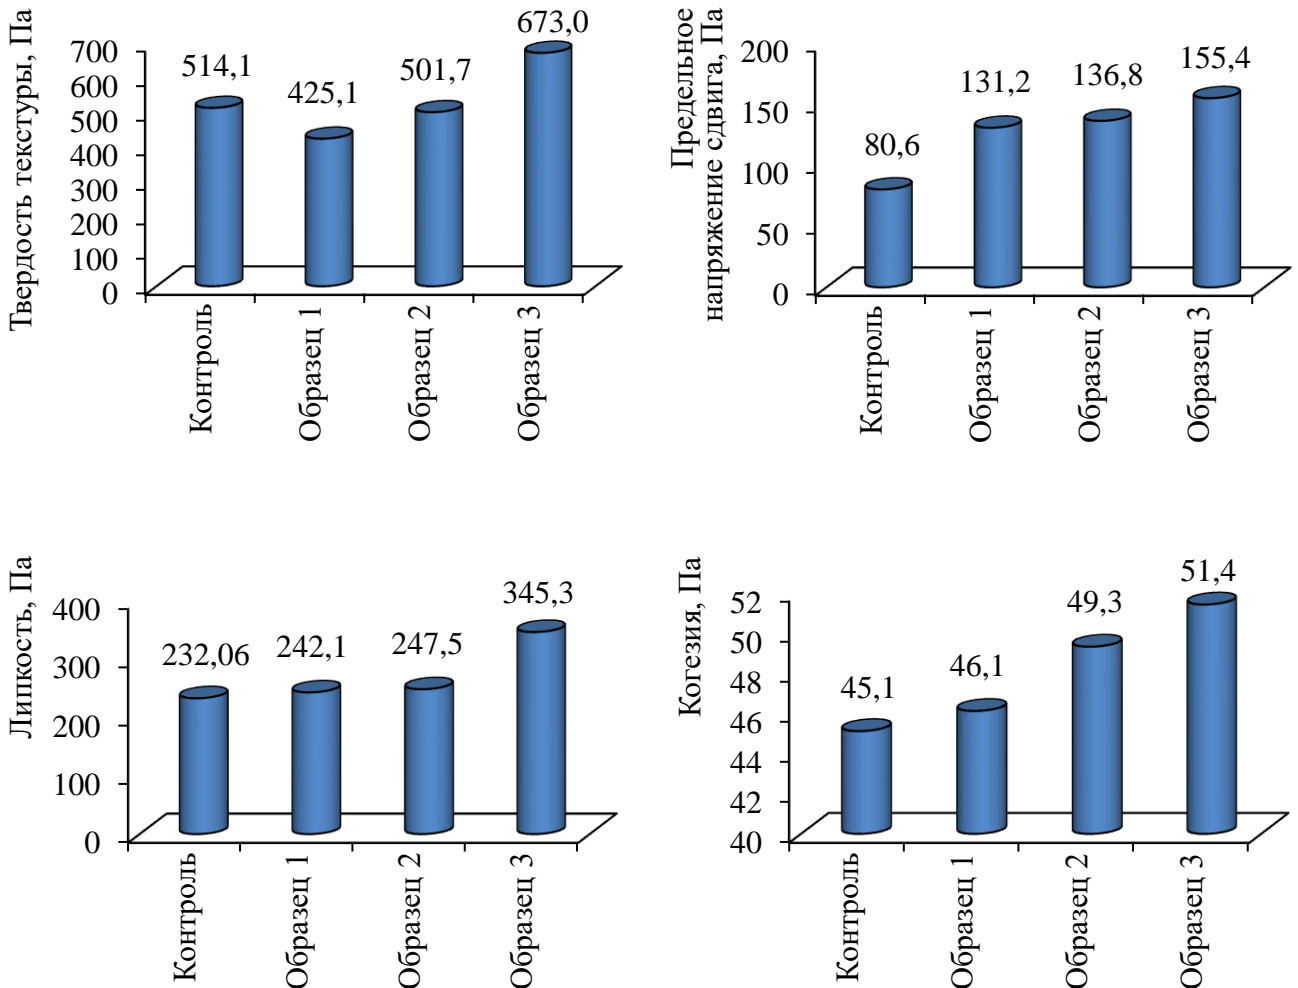 Твердость текстуры, Па
700
600
500
400
300
200
100
0
514,1
425,1
501,7
673,0
Контроль
Образец 1
Образец 2
Образец 3
Предельное
напряжение сдвига, Па
200
150
100
50
0
80,6
131,2
136,8
155,4
Контроль
Образец 1
Образец 2
Образец 3
Липкость, Па
400
300
200
100
0
232,06
242,1
247,5
345,3
Контроль
Образец 1
Образец 2
Образец 3
Когезия, Па
52
50
48
46
44
42
40
45,1
46,1
49,3
51,4
Контроль
Образец 1
Образец 2
Образец 3